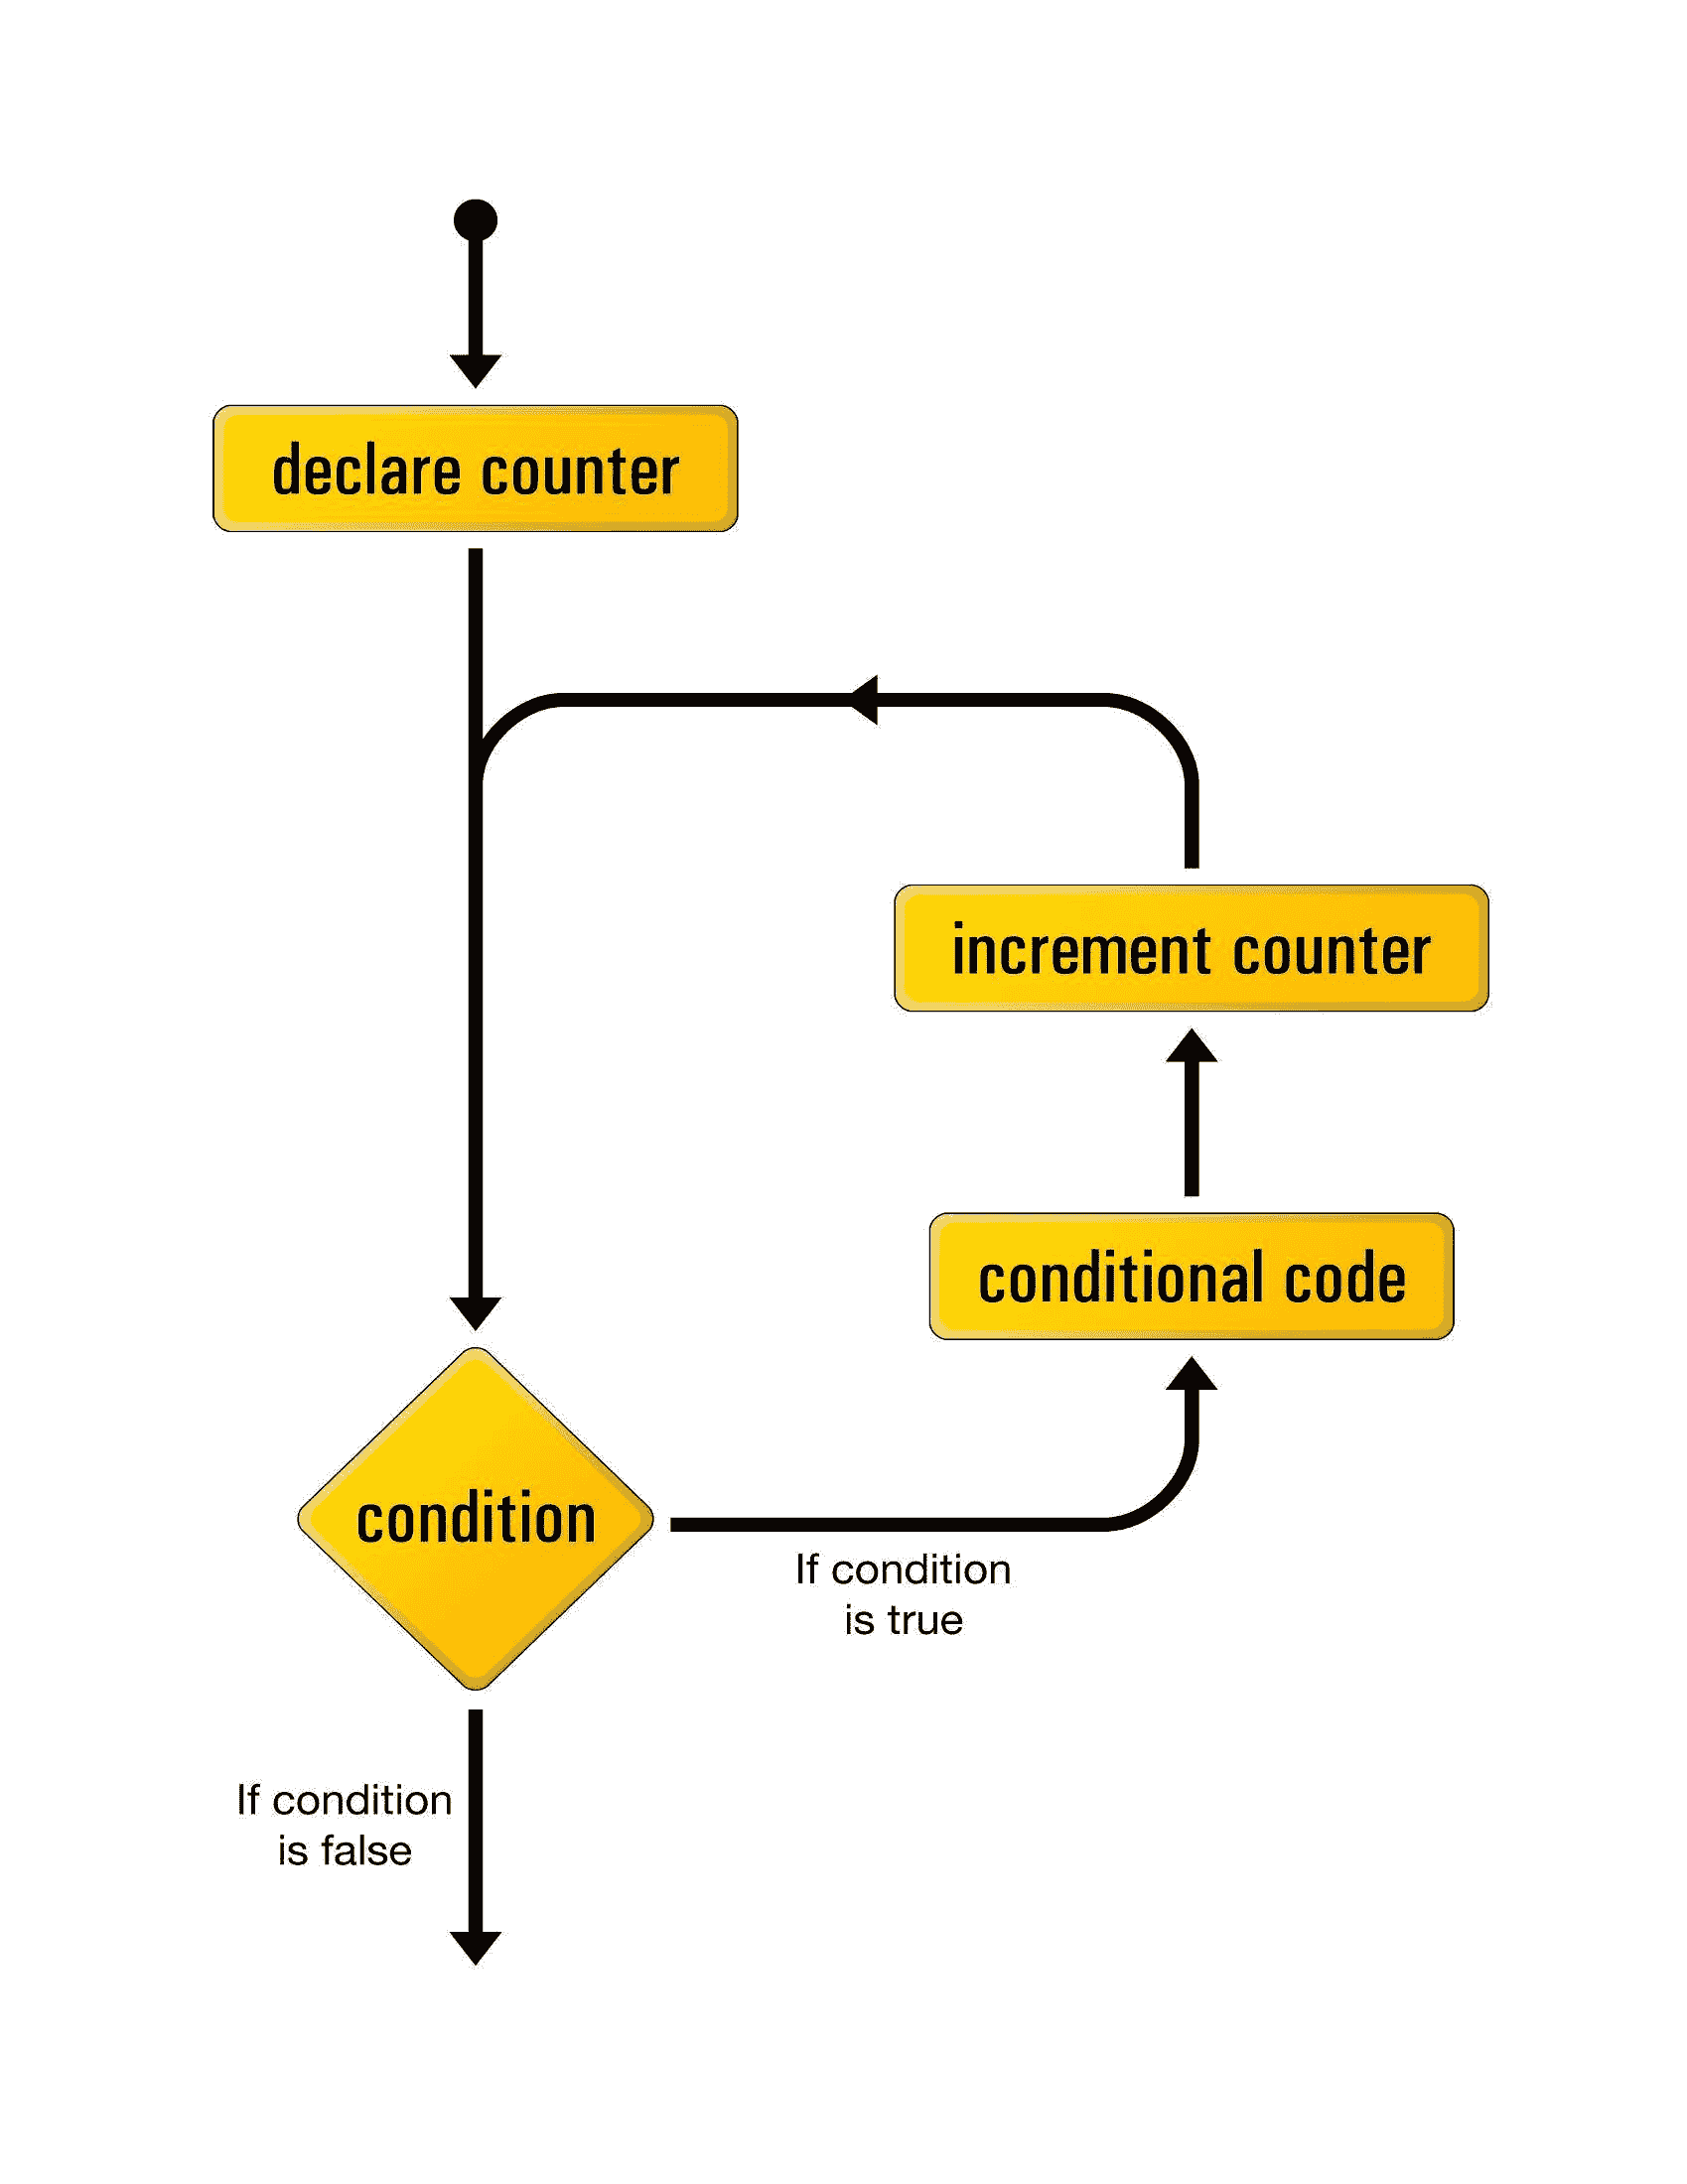 declare counter
increment counter
conditional code
condition
If condition
is true
If condition
is false